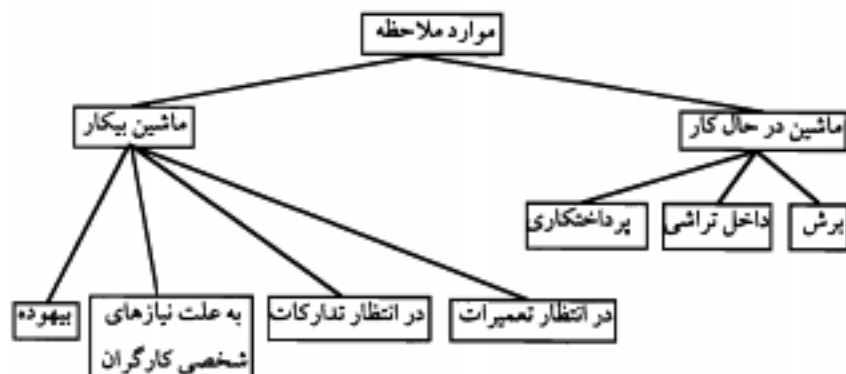 موارد ملاحظه
ماشین در حال کار
ماشین بیکار
برش
داخل تراشی
پرداختکاری
در انتظار تعمیرات
در انتظار تدارکات
به علت نیازهای
شخصی کارگران
بیهوده